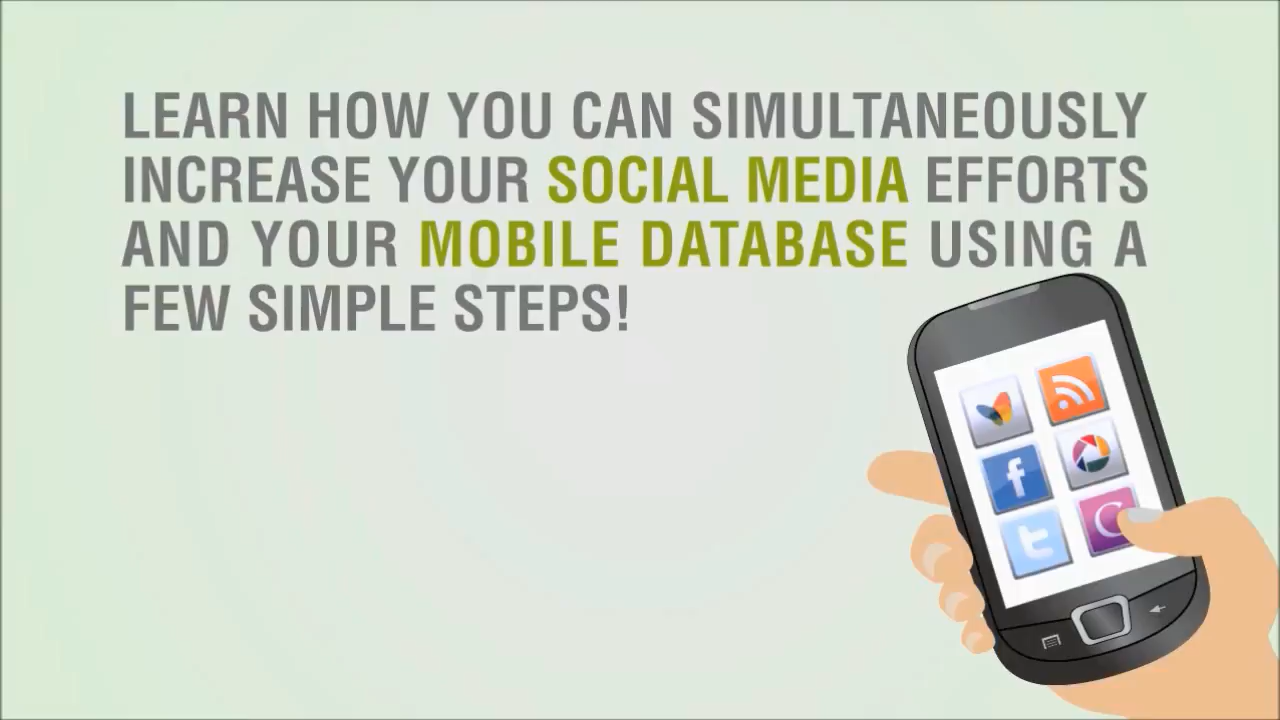 LEARN HOW YOU CAN SIMULTANEOUSLY
INCREASE YOUR SOCIAL MEDIA EFFORTS
AND YOUR MOBILE DATABASE USING A
FEW SIMPLE STEPS!
f
t
C